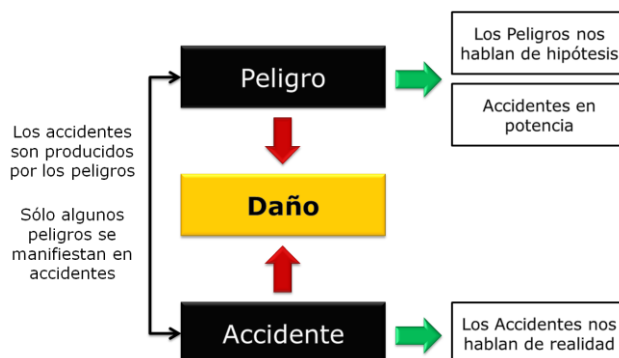 Peligro
Los Peligros nos
hablan de hipótesis
Accidentes en
potencia
Los accidentes
son producidos
por los peligros
Sólo algunos
peligros se
manifiestan en
accidentes
Daño
Accidente
Los Accidentes nos
hablan de realidad